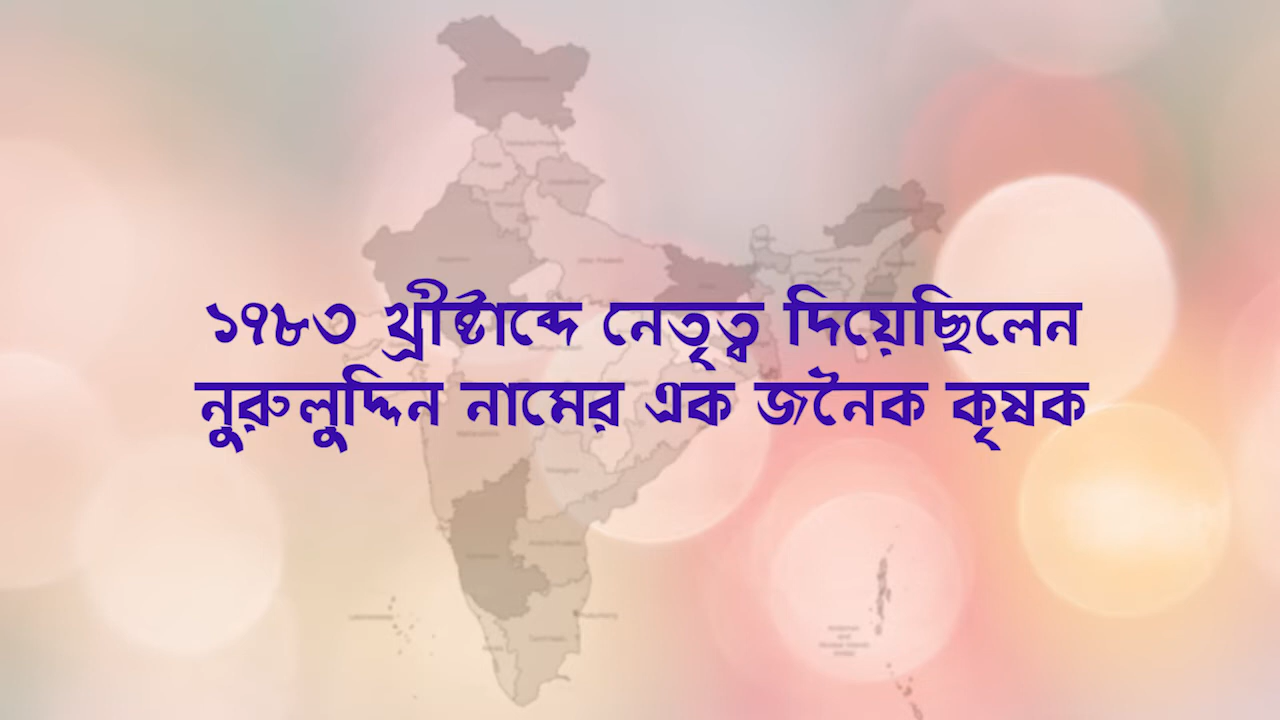 ১৭৮৩ খ্রীষ্টাব্দে নেতৃত্ব দিয়েছিলেন
নুরুলুদ্দিন নামের এক জনৈক কৃষক